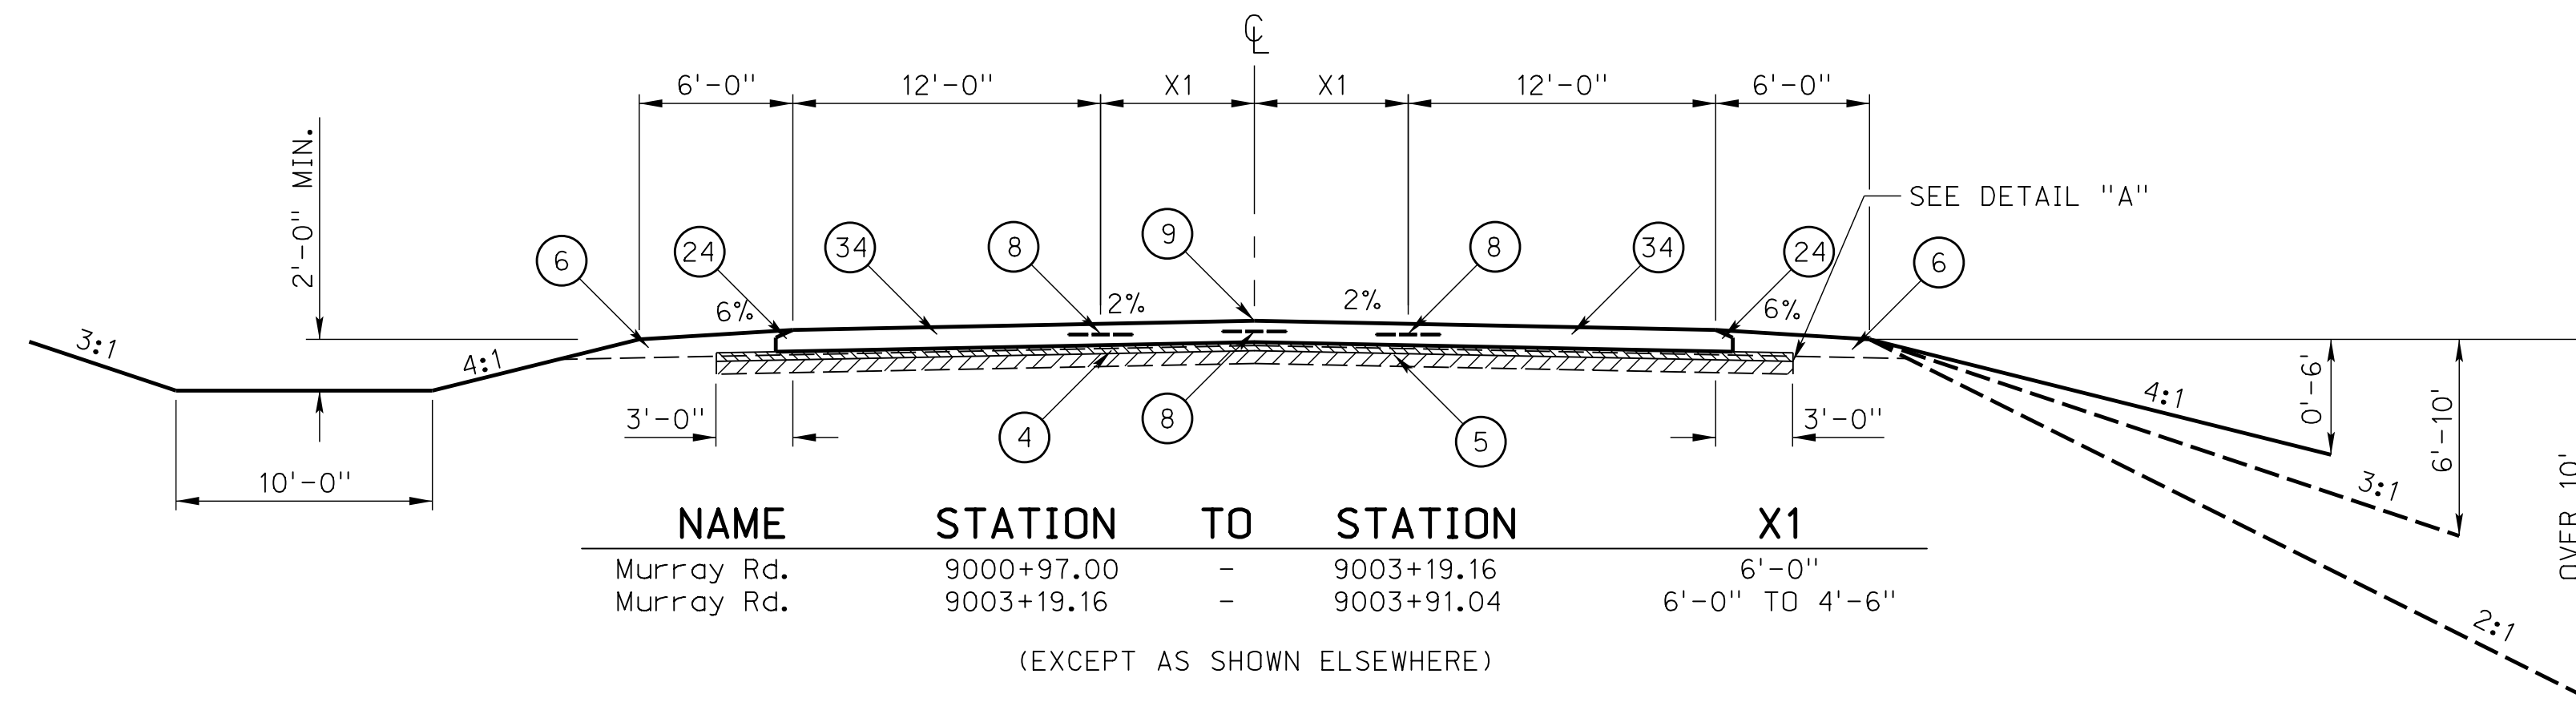 ℄
6'-0" 12'-0" X1 X1 12'-0" 6'-0"
2'-0" MIN.
SEE DETAIL "A"
6 24 34 8 9 8 34 24 6
6% 2% 2% 6%
3:1 4:1
4:1
0'-6'
6'-10'
OVER 10'
3:1
2:1
3'-0" 4 8 5 3'-0"
10'-0"
NAME STATION TO STATION X1
Murray Rd. 9000+97.00 - 9003+19.16 6'-0"
Murray Rd. 9003+19.16 - 9003+91.04 6'-0" TO 4'-6"
(EXCEPT AS SHOWN ELSEWHERE)